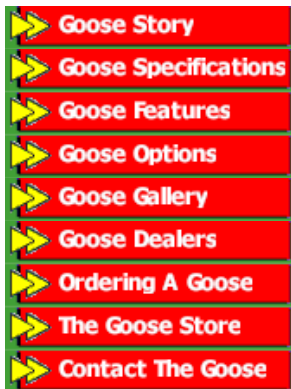 Goose Story
Goose Specifications
Goose Features
Goose Options
Goose Gallery
Goose Dealers
Ordering A Goose
The Goose Store
Contact The Goose